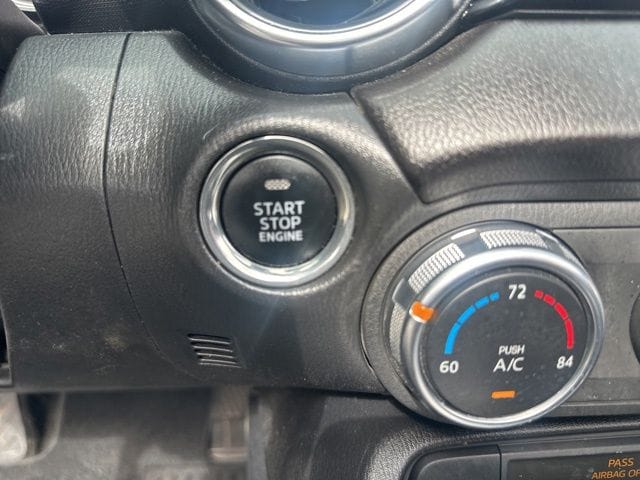 START
STOP
ENGINE
72
60
84
PUSH
A/C
PASS
AIRBAG OF